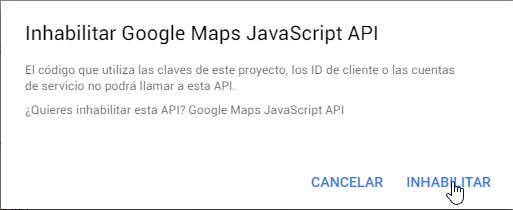 Inhabilitar Google Maps JavaScript API
El código que utiliza las claves de este proyecto, los ID de cliente o las cuentas
de servicio no podrá llamar a esta API.
¿Quieres inhabilitar esta API? Google Maps JavaScript API
CANCELAR INHABILITAR